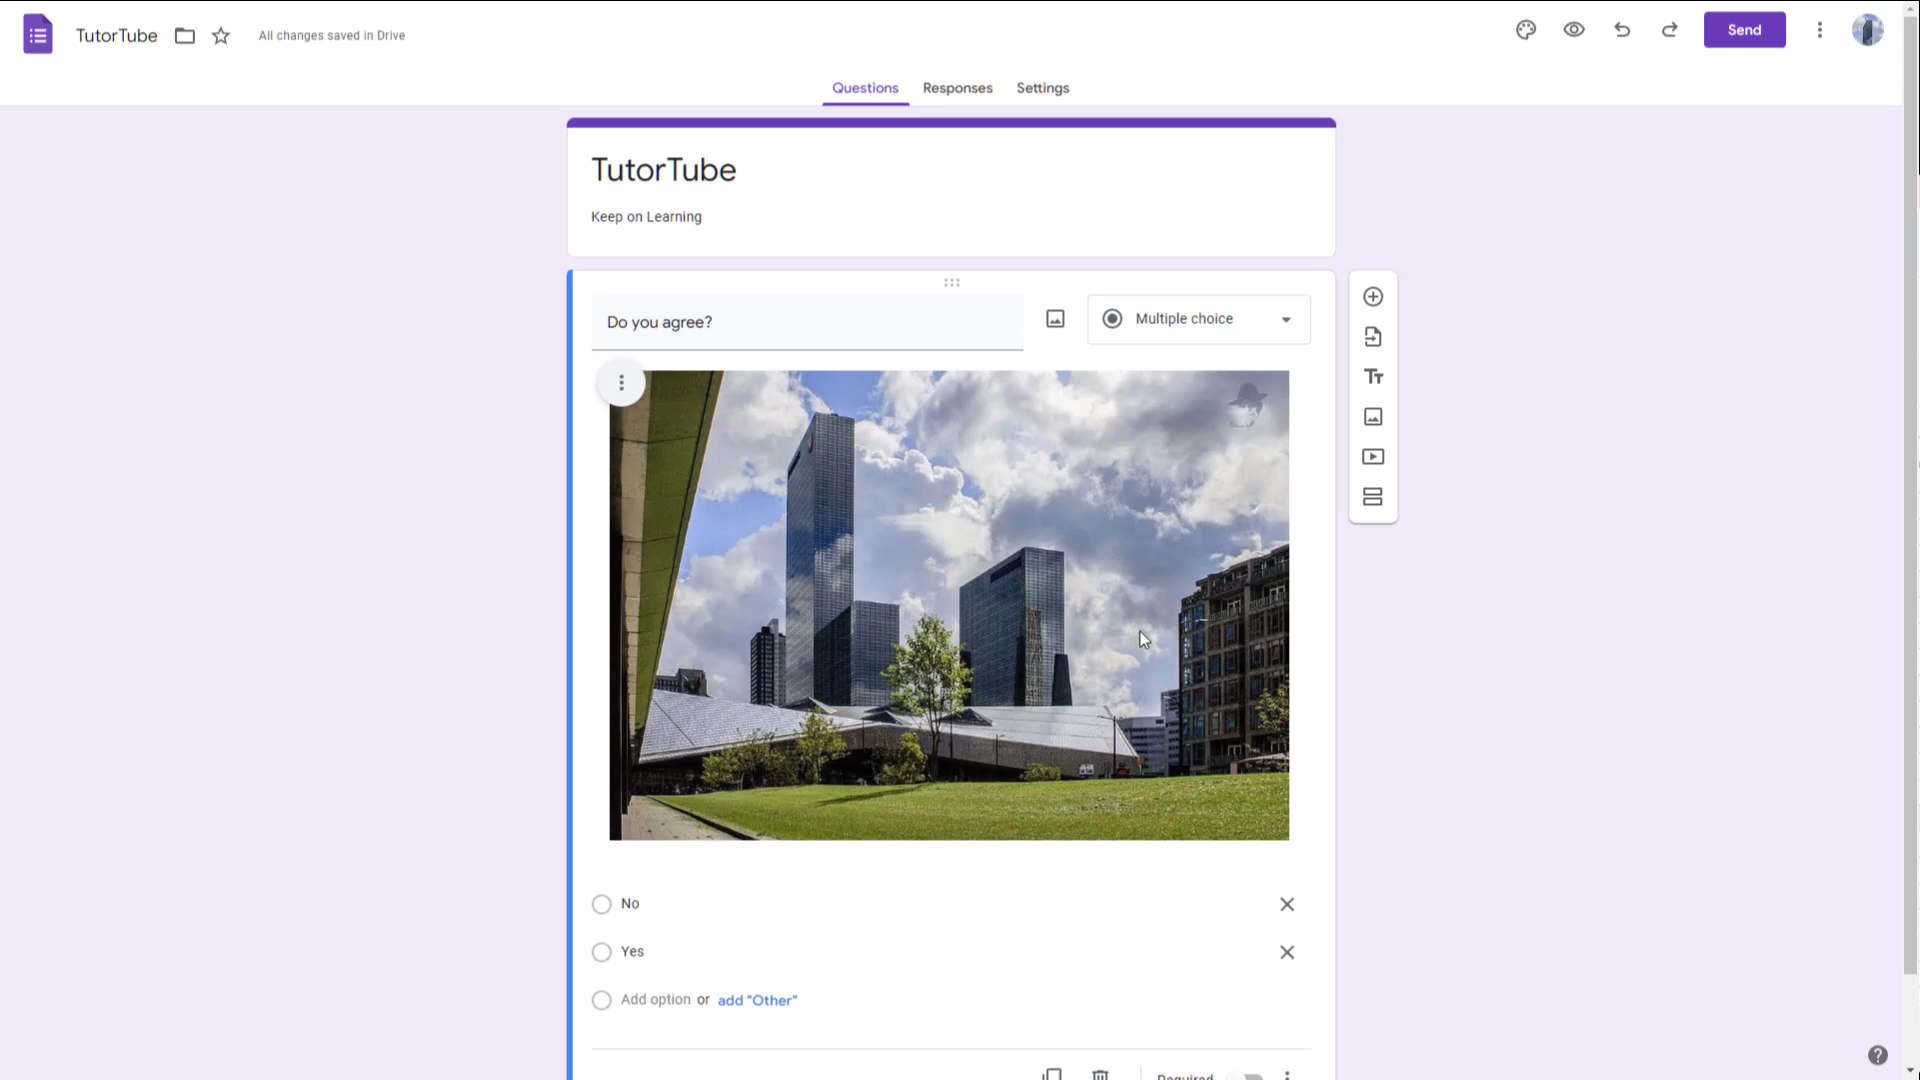 TutorTube
All changes saved in Drive
Send
Questions Responses Settings
TutorTube
Keep on Learning
Do you agree?
Multiple choice
No
Yes
Add option or add "Other"
Required